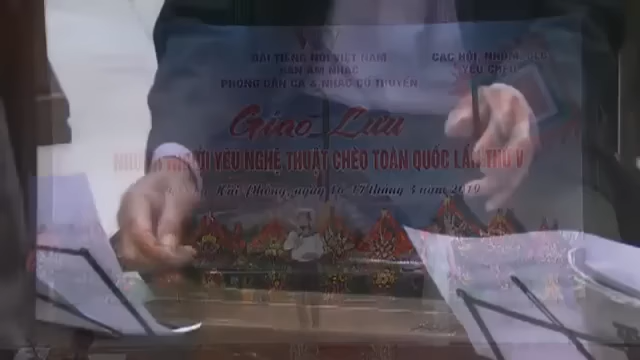 ĐÀI TIẾNG NÓI VIỆT NAM
BAN ÂM NHẠC
PHÒNG DÂN CA & NHẠC CỔ TRUYỀN
CÁC HỘI, NHÓM, CLB
YÊU CHÈO
Giao Lưu
NGƯỜI YÊU NGHỆ THUẬT CHÈO TOÀN QUỐC LẦN THỨ V
Hải Phòng, ngày 16, 17 tháng 3 năm 2019